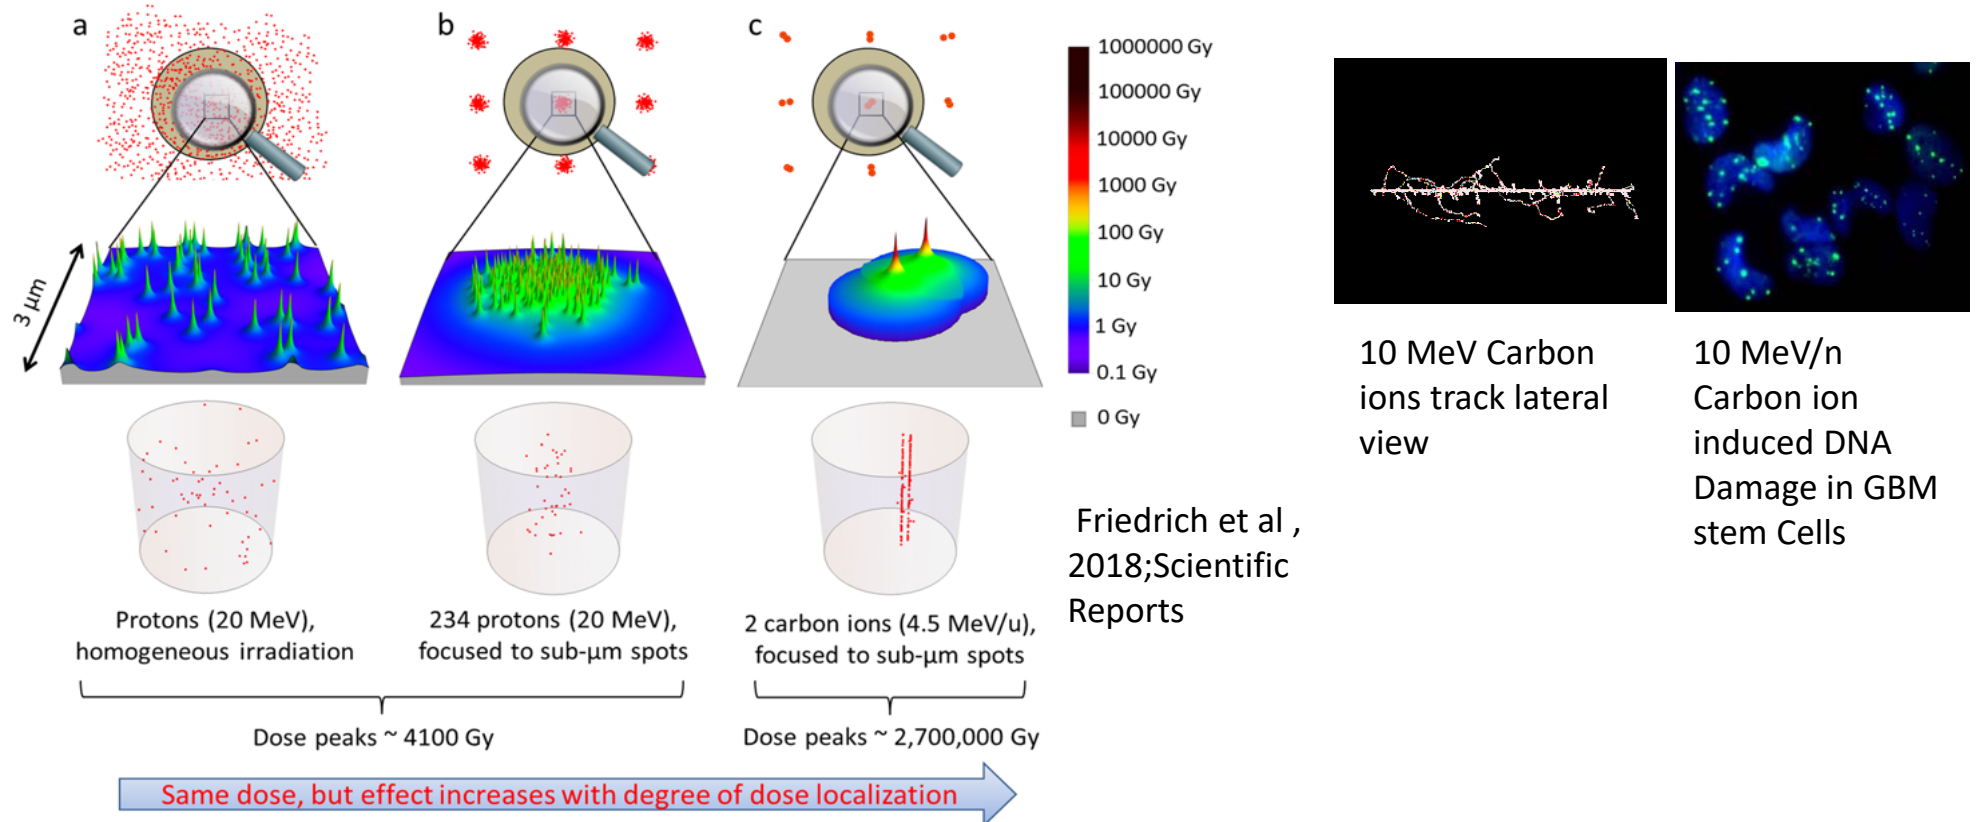 a
b
c
3 µm
1000000 Gy
100000 Gy
10000 Gy
1000 Gy
100 Gy
10 Gy
1 Gy
0.1 Gy
0 Gy
Protons (20 MeV),
homogeneous irradiation
234 protons (20 MeV),
focused to sub-µm spots
2 carbon ions (4.5 MeV/u),
focused to sub-µm spots
Dose peaks ~ 4100 Gy
Dose peaks ~ 2,700,000 Gy
Same dose, but effect increases with degree of dose localization
Friedrich et al ,
2018;Scientific
Reports
10 MeV Carbon
ions track lateral
view
10 MeV/n
Carbon ion
induced DNA
Damage in GBM
stem Cells